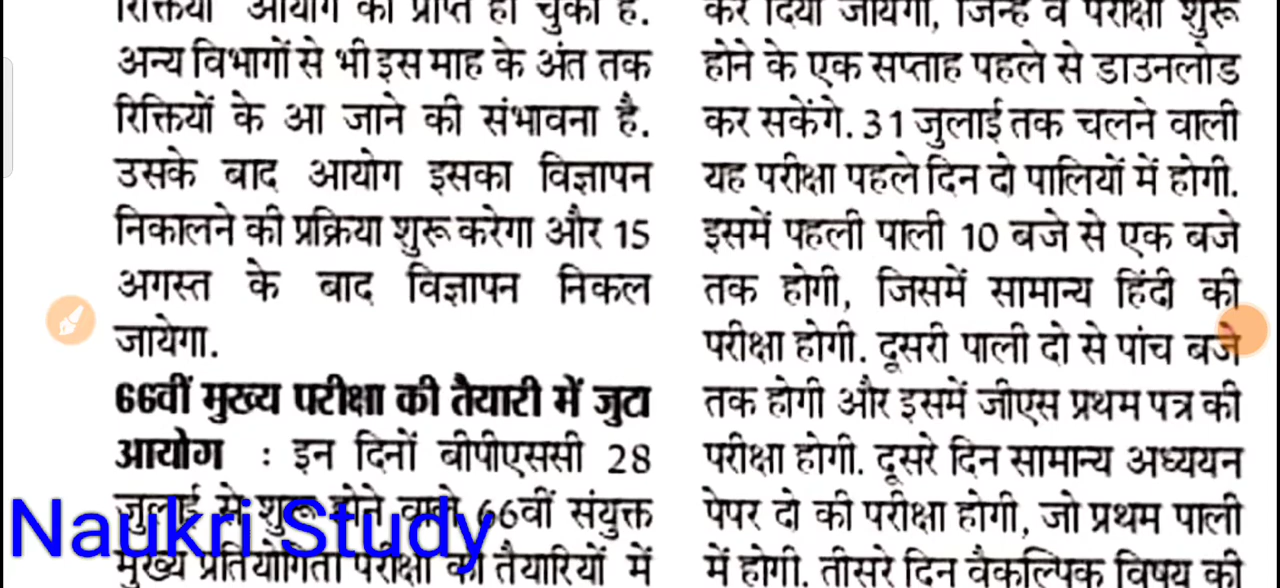 रिक्तियां आयोग को प्राप्त हो चुकी है.
अन्य विभागों से भी इस माह के अंत तक
रिक्तियों के आ जाने की संभावना है.
उसके बाद आयोग इसका विज्ञापन
निकालने की प्रक्रिया शुरू करेगा और 15
अगस्त के बाद विज्ञापन निकल
जायेगा.
66वीं मुख्य परीक्षा की तैयारी में जुटा
आयोग : इन दिनों बीपीएससी 28
जुलाई से शुरू होने वाले 66वीं संयुक्त
मुख्य प्रतियोगिता परीक्षा की तैयारियों में
कर दिया जायेगा, जिन्हें वे परीक्षा शुरू
होने के एक सप्ताह पहले से डाउनलोड
कर सकेंगे. 31 जुलाई तक चलने वाली
यह परीक्षा पहले दिन दो पालियों में होगी.
इसमें पहली पाली 10 बजे से एक बजे
तक होगी, जिसमें सामान्य हिंदी की
परीक्षा होगी. दूसरी पाली दो से पांच बजे
तक होगी और इसमें जीएस प्रथम पत्र की
परीक्षा होगी. दूसरे दिन सामान्य अध्ययन
पेपर दो की परीक्षा होगी, जो प्रथम पाली
में होगी. तीसरे दिन वैकल्पिक विषय की
Naukri Study